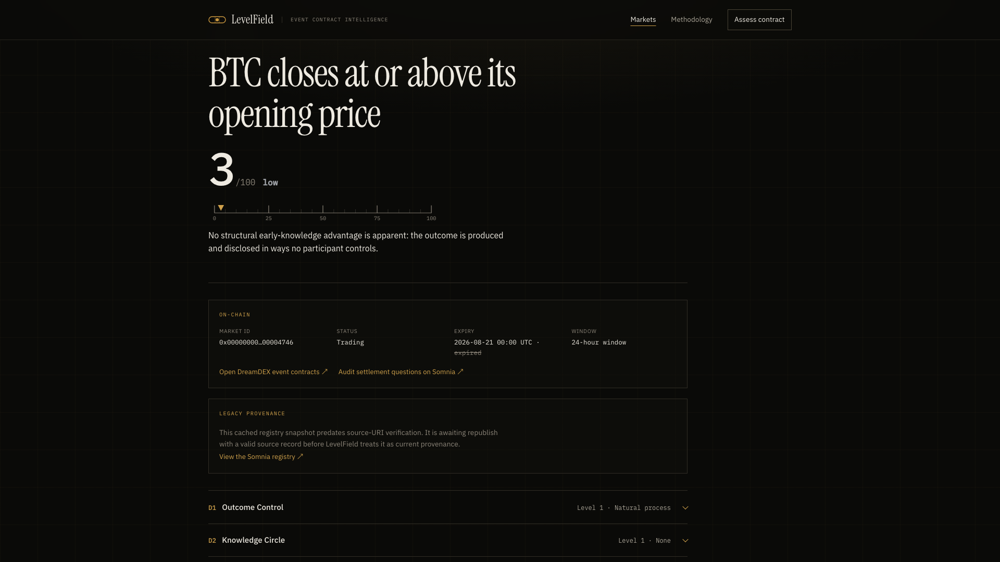 LevelField
EVENT CONTRACT INTELLIGENCE
Markets
Methodology
Assess contract
BTC closes at or above its
opening price
3 /100 low
0 25 50 75 100
No structural early-knowledge advantage is apparent: the outcome is produced
and disclosed in ways no participant controls.
ON-CHAIN
MARKET ID
0x00000000…00004746
STATUS
Trading
EXPIRY
2026-08-21 00:00 UTC ·
expired
WINDOW
24-hour window
Open DreamDEX event contracts ↗
Audit settlement questions on Somnia ↗
LEGACY PROVENANCE
This cached registry snapshot predates source-URI verification. It is awaiting republish
with a valid source record before LevelField treats it as current provenance.
View the Somnia registry ↗
D1 Outcome Control
Level 1 · Natural process
D2 Knowledge Circle
Level 1 · None